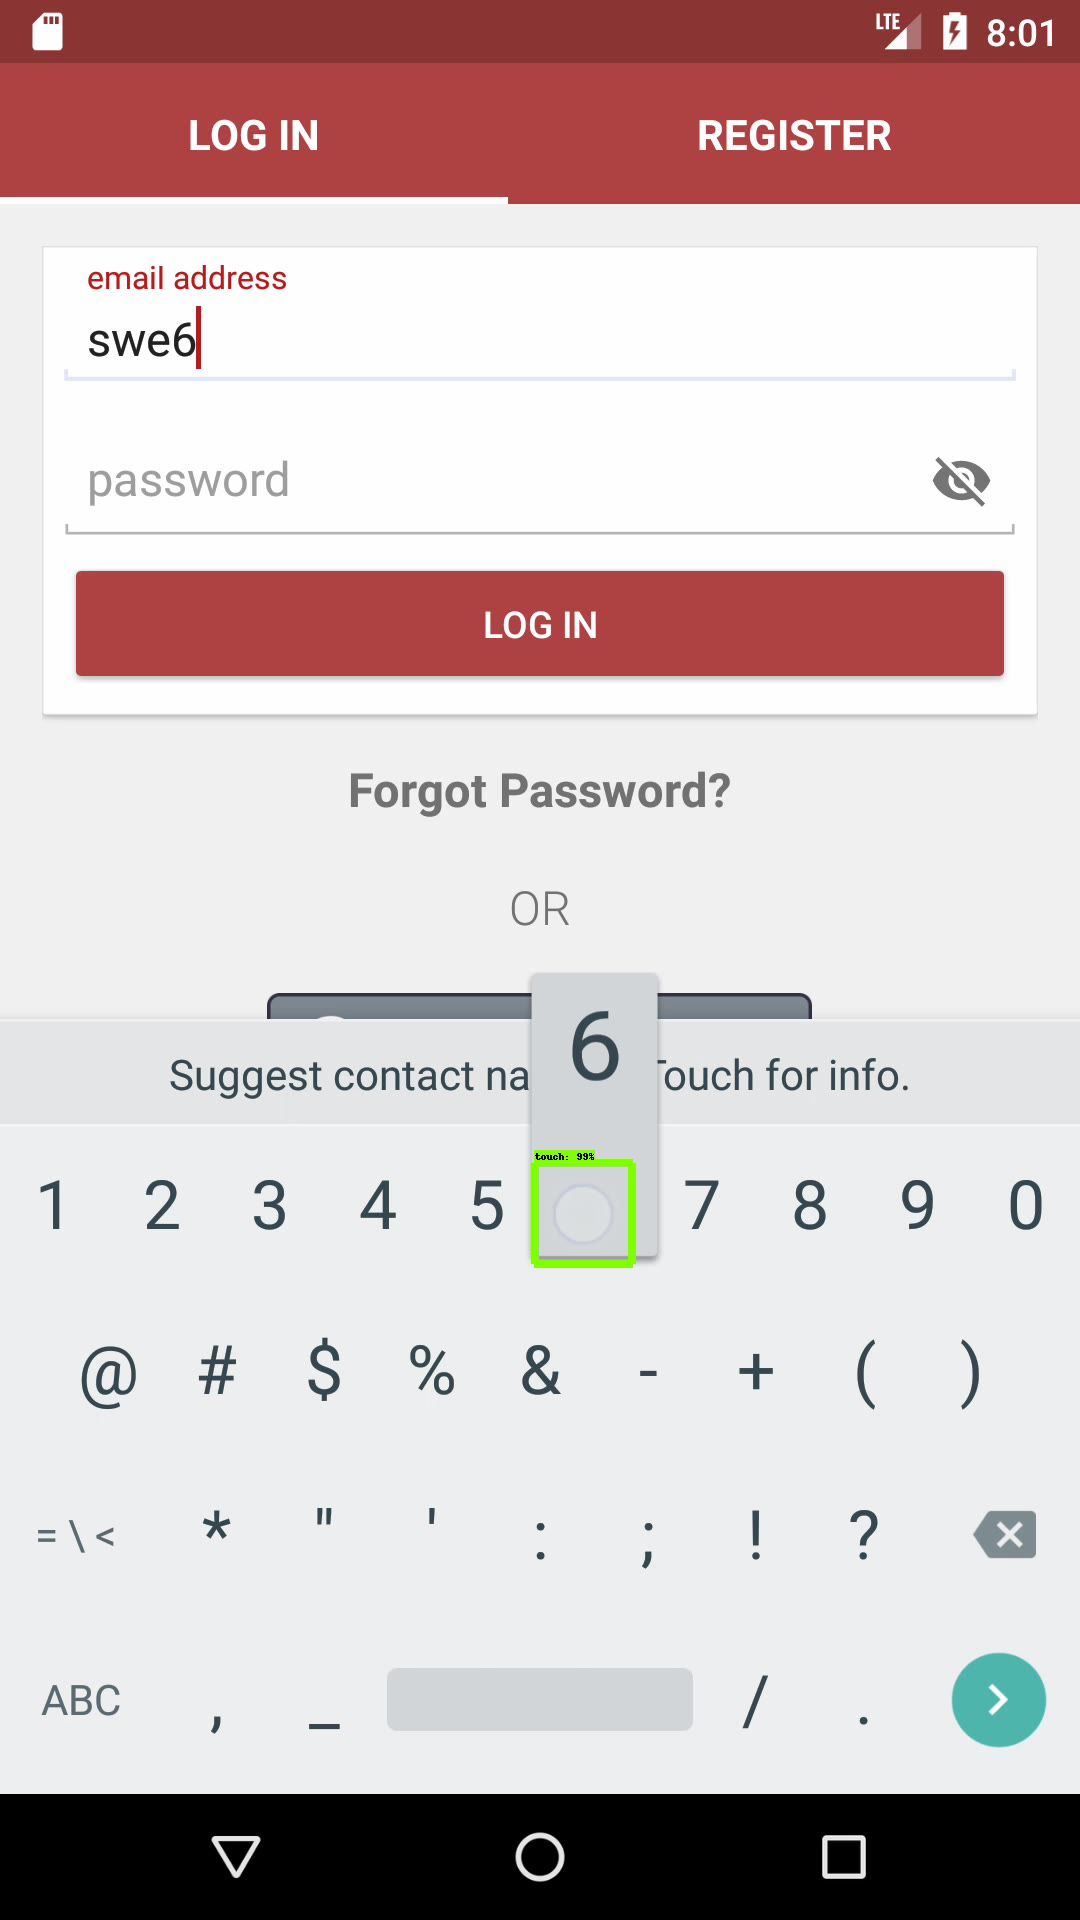 LTE 8:01
LOG IN REGISTER
email address
swe6
password
LOG IN
Forgot Password?
OR
6
Suggest contact na Touch for info.
touch: 99%
1 2 3 4 5 7 8 9 0
@ # $ % & - + ( )
= \ < * " ' : ; ! ?
ABC , _ / .